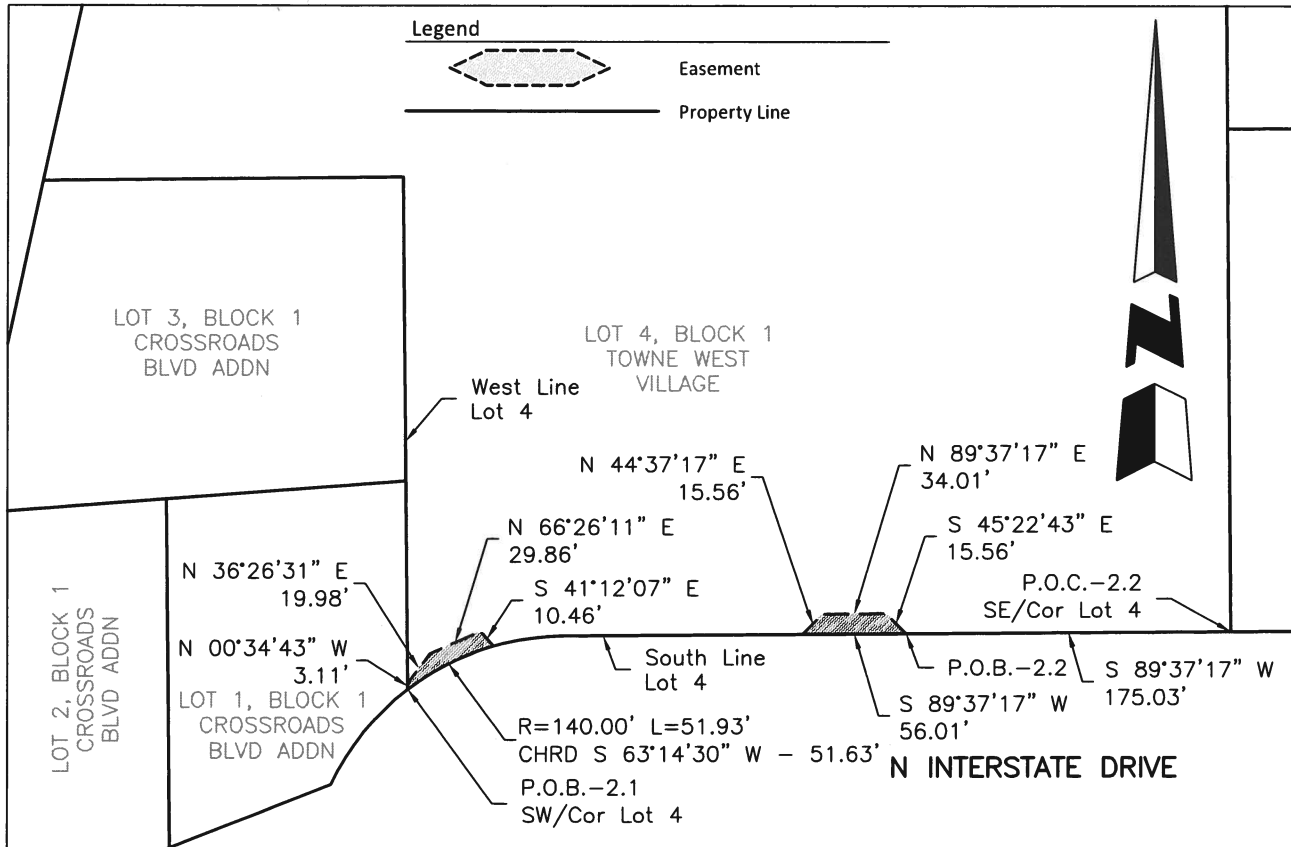 Legend
Easement
Property Line
LOT 3, BLOCK 1
CROSSROADS
BLVD ADDN
LOT 4, BLOCK 1
TOWNE WEST
VILLAGE
West Line
Lot 4
N 44°37'17" E
15.56'
N 89°37'17" E
34.01'
N 66°26'11" E
29.86'
S 45°22'43" E
15.56'
N 36°26'31" E
19.98'
S 41°12'07" E
10.46'
P.O.C.-2.2
SE/Cor Lot 4
N 00°34'43" W
3.11'
South Line
Lot 4
P.O.B.-2.2
S 89°37'17" W
175.03'
S 89°37'17" W
56.01'
LOT 2, BLOCK 1
CROSSROADS
BLVD ADDN
LOT 1, BLOCK 1
CROSSROADS
BLVD ADDN
R=140.00' L=51.93'
CHRD S 63°14'30" W - 51.63'
N INTERSTATE DRIVE
P.O.B.-2.1
SW/Cor Lot 4
N